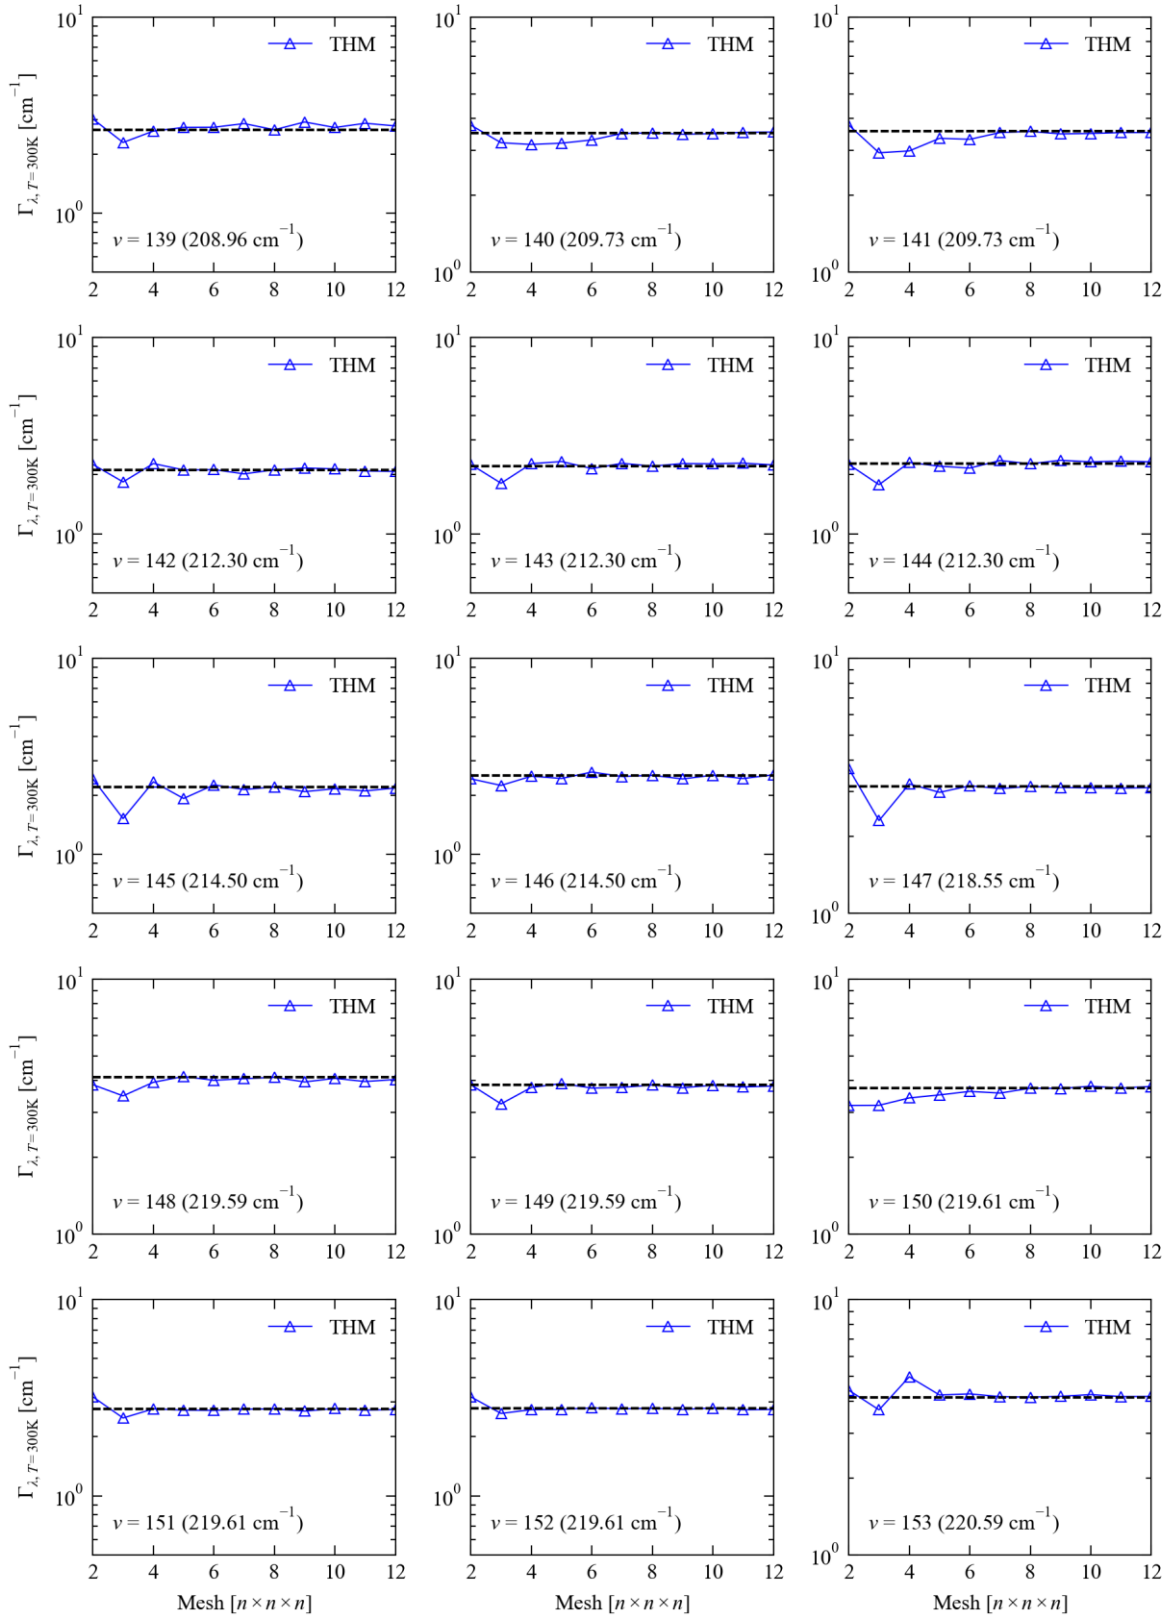 Γλ, T=300K [cm⁻¹]
10¹
10⁰
THM
ν = 139 (208.96 cm⁻¹)
2 4 6 8 10 12
10¹
10⁰
THM
ν = 140 (209.73 cm⁻¹)
2 4 6 8 10 12
10¹
10⁰
THM
ν = 141 (209.73 cm⁻¹)
2 4 6 8 10 12
Γλ, T=300K [cm⁻¹]
10¹
10⁰
THM
ν = 142 (212.30 cm⁻¹)
2 4 6 8 10 12
10¹
10⁰
THM
ν = 143 (212.30 cm⁻¹)
2 4 6 8 10 12
10¹
10⁰
THM
ν = 144 (212.30 cm⁻¹)
2 4 6 8 10 12
Γλ, T=300K [cm⁻¹]
10¹
10⁰
THM
ν = 145 (214.50 cm⁻¹)
2 4 6 8 10 12
10¹
10⁰
THM
ν = 146 (214.50 cm⁻¹)
2 4 6 8 10 12
10¹
10⁰
THM
ν = 147 (218.55 cm⁻¹)
2 4 6 8 10 12
Γλ, T=300K [cm⁻¹]
10¹
10⁰
THM
ν = 148 (219.59 cm⁻¹)
2 4 6 8 10 12
10¹
10⁰
THM
ν = 149 (219.59 cm⁻¹)
2 4 6 8 10 12
10¹
10⁰
THM
ν = 150 (219.61 cm⁻¹)
2 4 6 8 10 12
Γλ, T=300K [cm⁻¹]
10¹
10⁰
THM
ν = 151 (219.61 cm⁻¹)
2 4 6 8 10 12
Mesh [n × n × n]
10¹
10⁰
THM
ν = 152 (219.61 cm⁻¹)
2 4 6 8 10 12
Mesh [n × n × n]
10¹
10⁰
THM
ν = 153 (220.59 cm⁻¹)
2 4 6 8 10 12
Mesh [n × n × n]